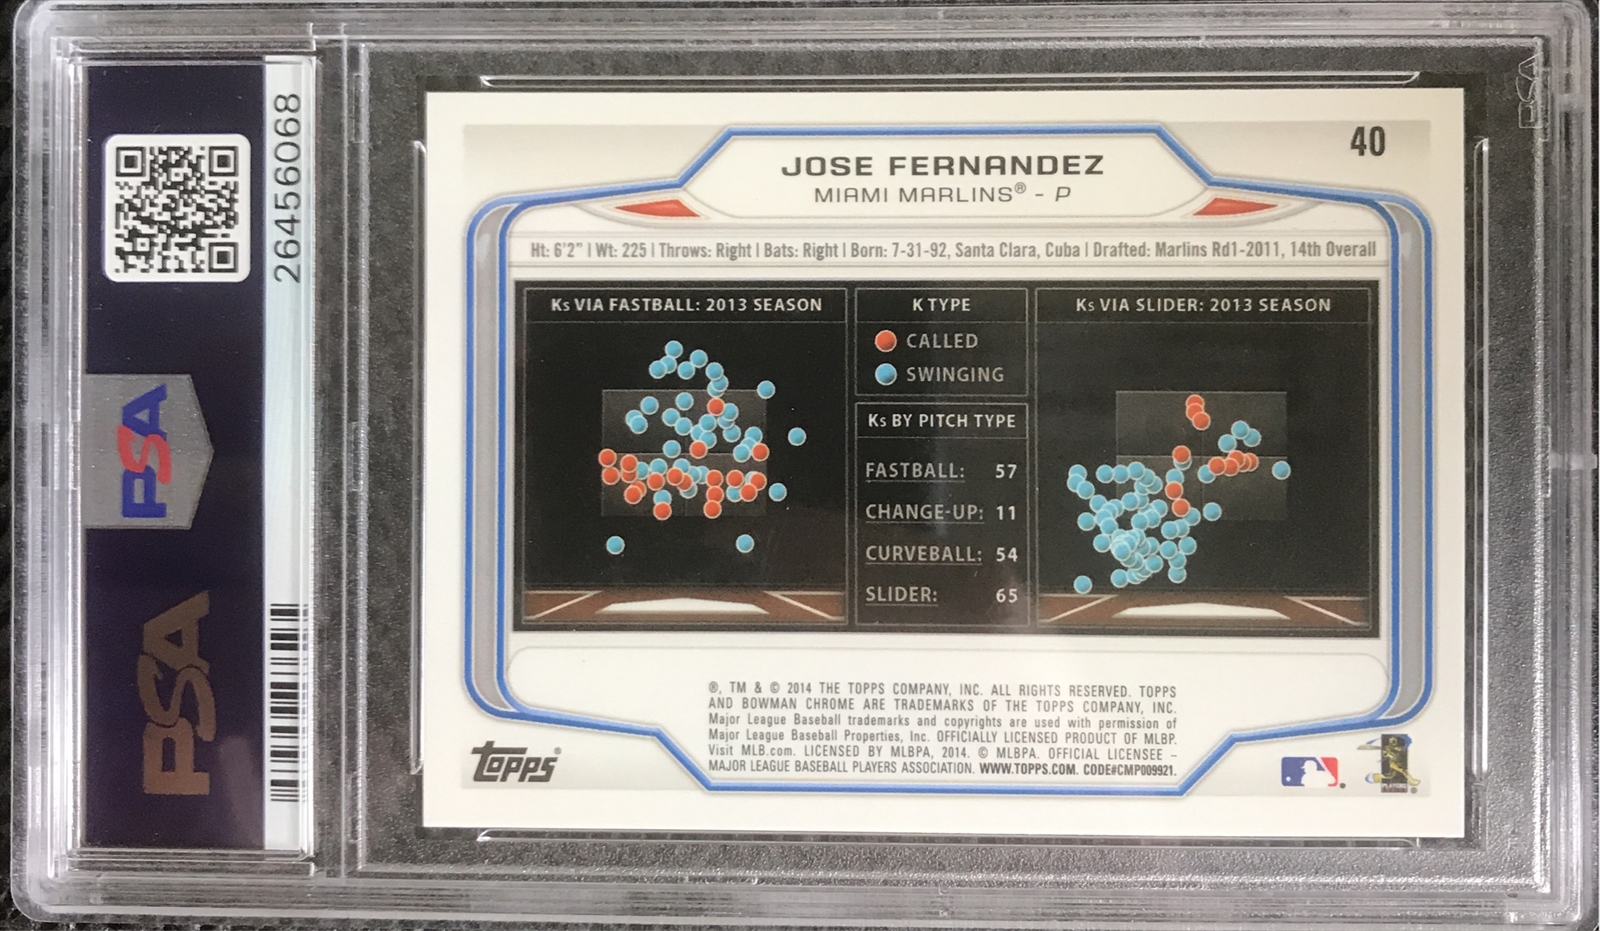 26456068
PSA
PSA
PSA
40
JOSE FERNANDEZ
MIAMI MARLINS® - P
Ht: 6'2" | Wt: 225 | Throws: Right | Bats: Right | Born: 7-31-92, Santa Clara, Cuba | Drafted: Marlins Rd1-2011, 14th Overall
Ks VIA FASTBALL: 2013 SEASON
K TYPE
CALLED
SWINGING
Ks BY PITCH TYPE
FASTBALL: 57
CHANGE-UP: 11
CURVEBALL: 54
SLIDER: 65
Ks VIA SLIDER: 2013 SEASON
®, TM & © 2014 THE TOPPS COMPANY, INC. ALL RIGHTS RESERVED. TOPPS
AND BOWMAN CHROME ARE TRADEMARKS OF THE TOPPS COMPANY, INC.
Major League Baseball trademarks and copyrights are used with permission of
Major League Baseball Properties, Inc. OFFICIALLY LICENSED PRODUCT OF MLBP.
Visit MLB.com. LICENSED BY MLBPA, 2014. © MLBPA. OFFICIAL LICENSEE –
MAJOR LEAGUE BASEBALL PLAYERS ASSOCIATION. WWW.TOPPS.COM. CODE#CMP009921.
Topps®